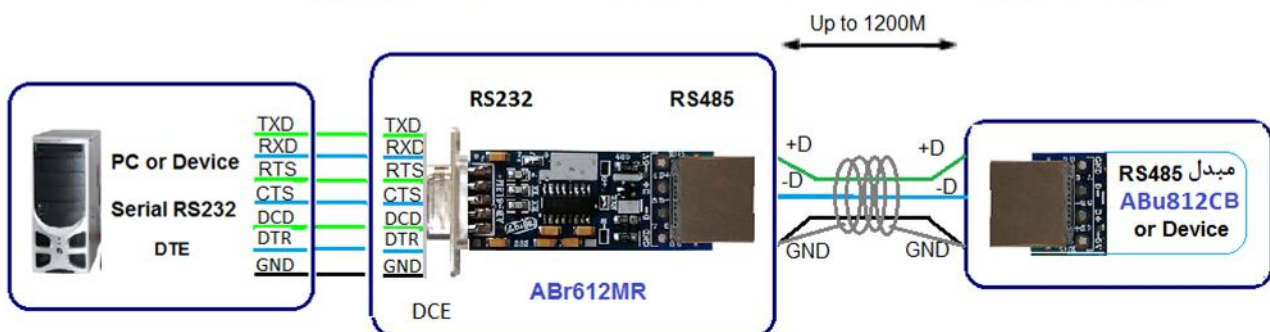 Up to 1200M
RS232
RS485
PC or Device
Serial RS232
DTE
TXD
RXD
RTS
CTS
DCD
DTR
GND
TXD
RXD
RTS
CTS
DCD
DTR
GND
DCE
ABr612MR
+D
-D
GND
+D
-D
GND
مبدل RS485
ABu812CB
or Device